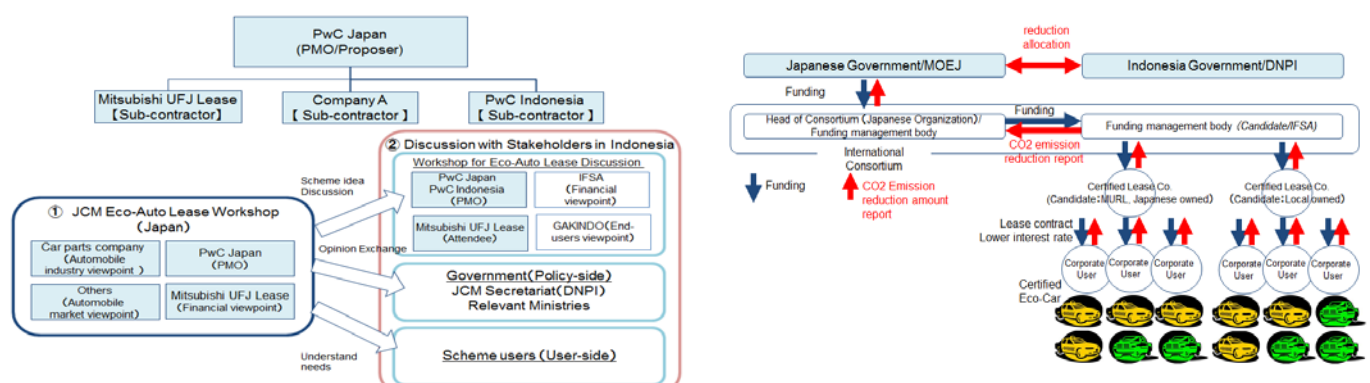 PwC Japan
(PMO/Proposer)
Mitsubishi UFJ Lease
【Sub-contractor】
Company A
【 Sub-contractor】
PwC Indonesia
【 Sub-contractor】
② Discussion with Stakeholders in Indonesia
Workshop for Eco-Auto Lease Discussion
PwC Japan
PwC Indonesia
(PMO)
IFSA
(Financial
viewpoint)
Mitsubishi UFJ Lease
(Attendee)
GAKINDO(End-
users viewpoint)
Scheme idea
Discussion
① JCM Eco-Auto Lease Workshop
(Japan)
Car parts company
(Automobile
industry viewpoint )
PwC Japan
(PMO)
Others
(Automobile
market viewpoint)
Mitsubishi UFJ Lease
(Financial viewpoint)
Opinion Exchange
Government(Policy-side)
JCM Secretariat(DNPI)
Relevant Ministries
Understand
needs
Scheme users (User-side)
reduction
allocation
Japanese Government/MOEJ
Indonesia Government/DNPI
Funding
Funding
Head of Consortium (Japanese Organization)/
Funding management body
Funding management body (Candidate/IFSA)
CO2 emission
reduction report
International
Consortium
Funding
CO2 Emission
reduction amount
report
Certified Lease Co.
(Candidate:MURL, Japanese owned)
Certified Lease Co.
(Candidate:Local owned)
Lease contract
Lower interest rate
Corporate
User
Corporate
User
Corporate
User
Corporate
User
Corporate
User
Corporate
User
Certified
Eco-Car